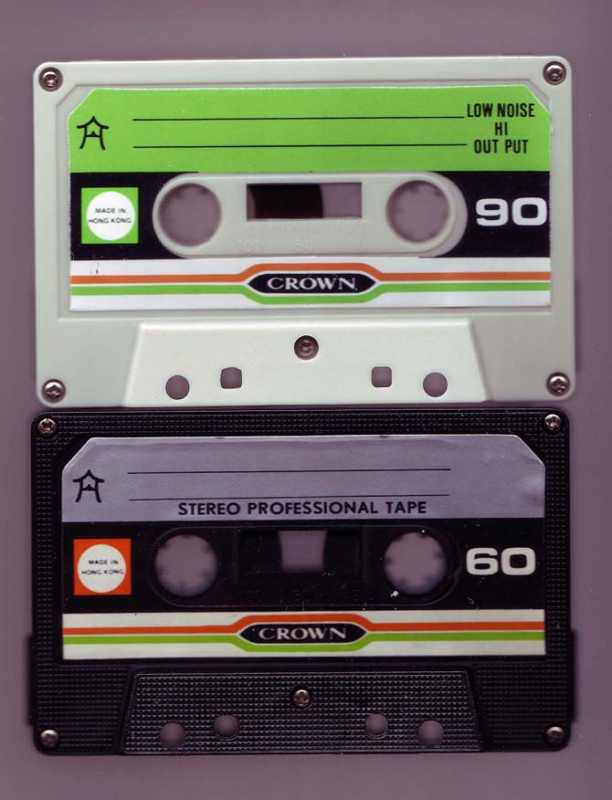 A
LOW NOISE
HI
OUT PUT
MADE IN
HONG KONG
90
CROWN
A
STEREO PROFESSIONAL TAPE
MADE IN
HONG KONG
60
CROWN